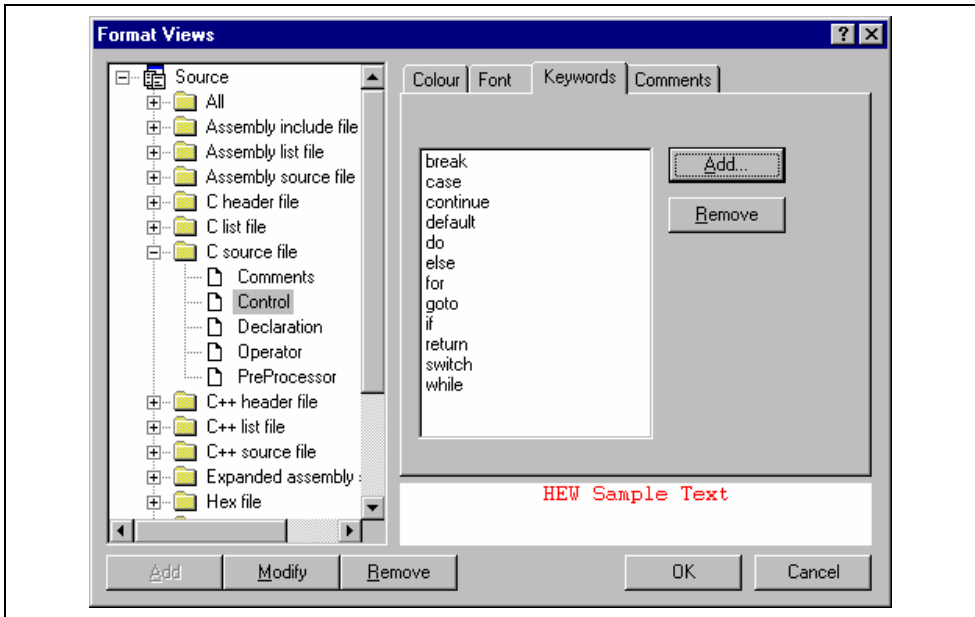 Format Views
Source
All
Assembly include file
Assembly list file
Assembly source file
C header file
C list file
C source file
Comments
Control
Declaration
Operator
PreProcessor
C++ header file
C++ list file
C++ source file
Expanded assembly
Hex file
Colour Font Keywords Comments
break
case
continue
default
do
else
for
goto
if
return
switch
while
Add...
Remove
HEW Sample Text
Add Modify Remove OK Cancel